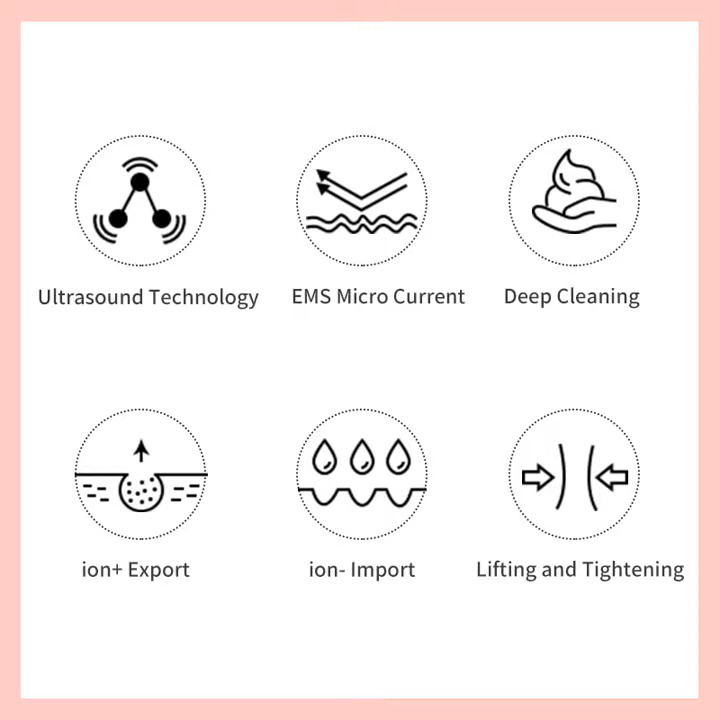 Ultrasound Technology
EMS Micro Current
Deep Cleaning
ion+ Export
ion- Import
Lifting and Tightening